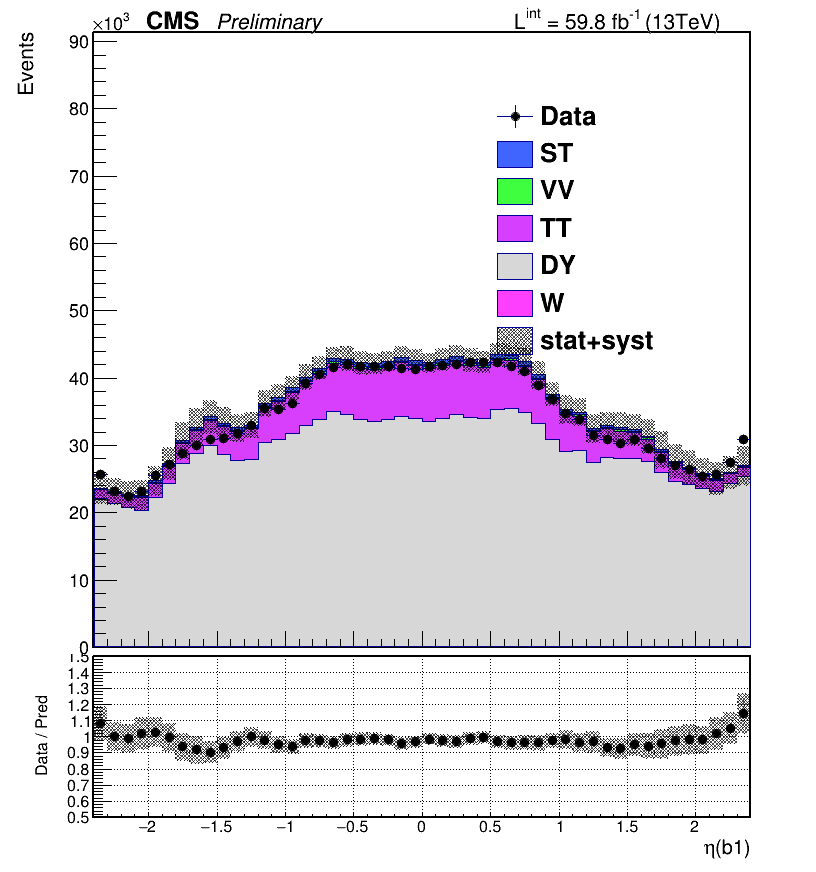 ×10³ CMS Preliminary L^int = 59.8 fb⁻¹ (13TeV)
Events
90
80
70
60
50
40
30
20
10
0
Data
ST
VV
TT
DY
W
stat+syst
Data / Pred
1.5
1.4
1.3
1.2
1.1
1
0.9
0.8
0.7
0.6
0.5
−2 −1.5 −1 −0.5 0 0.5 1 1.5 2
η(b1)